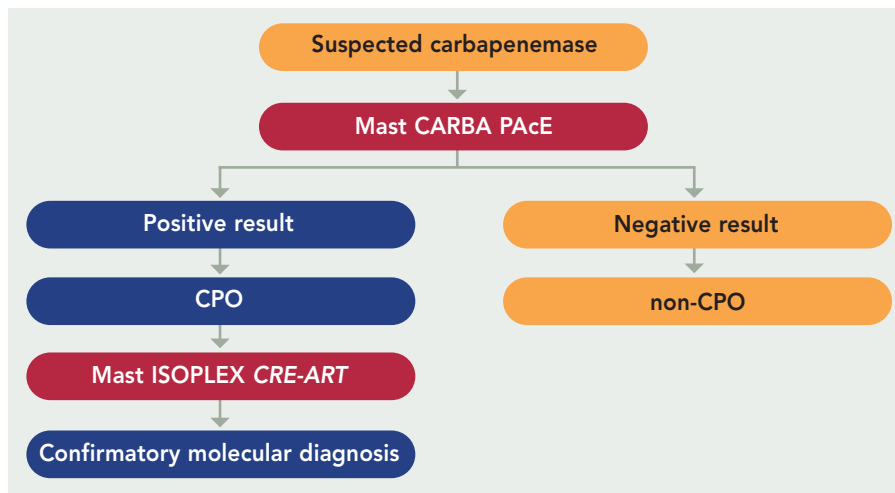 Suspected carbapenemase
Mast CARBA PAcE
Positive result
Negative result
CPO
non-CPO
Mast ISOPLEX CRE-ART
Confirmatory molecular diagnosis